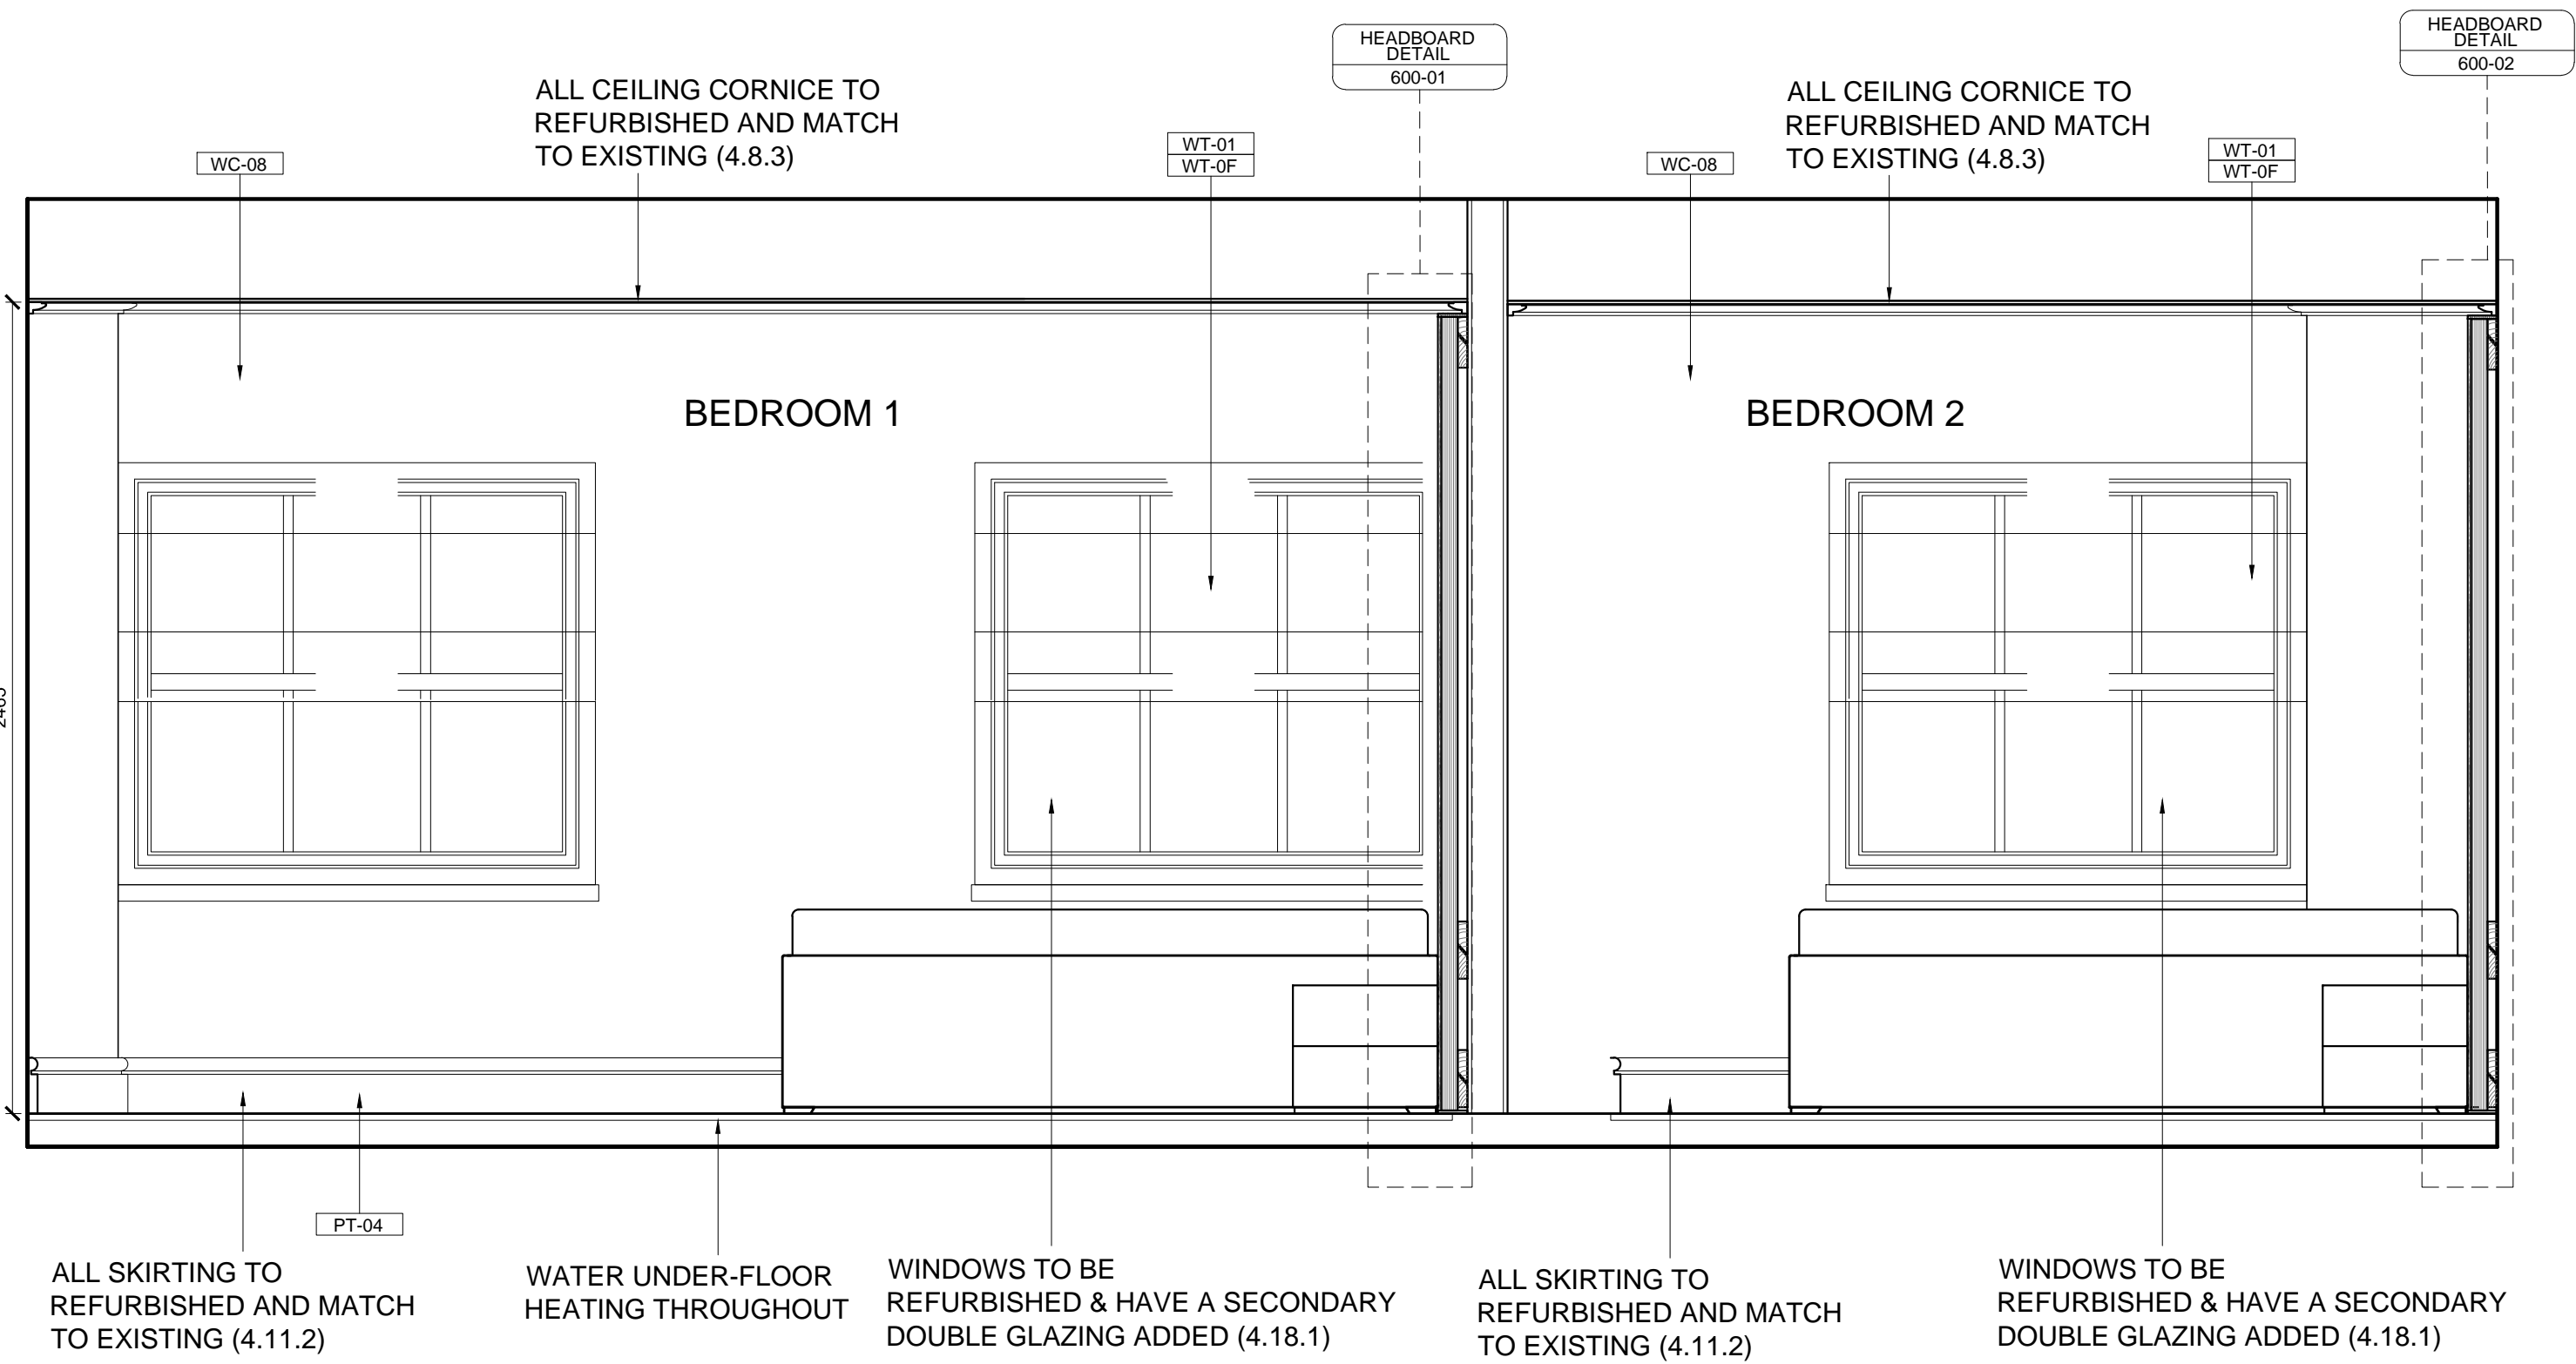 HEADBOARD
DETAIL
600-01
HEADBOARD
DETAIL
600-02
ALL CEILING CORNICE TO
REFURBISHED AND MATCH
TO EXISTING (4.8.3)
ALL CEILING CORNICE TO
REFURBISHED AND MATCH
TO EXISTING (4.8.3)
WC-08
WT-01
WT-0F
WC-08
WT-01
WT-0F
BEDROOM 1
BEDROOM 2
PT-04
ALL SKIRTING TO
REFURBISHED AND MATCH
TO EXISTING (4.11.2)
WATER UNDER-FLOOR
HEATING THROUGHOUT
WINDOWS TO BE
REFURBISHED & HAVE A SECONDARY
DOUBLE GLAZING ADDED (4.18.1)
ALL SKIRTING TO
REFURBISHED AND MATCH
TO EXISTING (4.11.2)
WINDOWS TO BE
REFURBISHED & HAVE A SECONDARY
DOUBLE GLAZING ADDED (4.18.1)